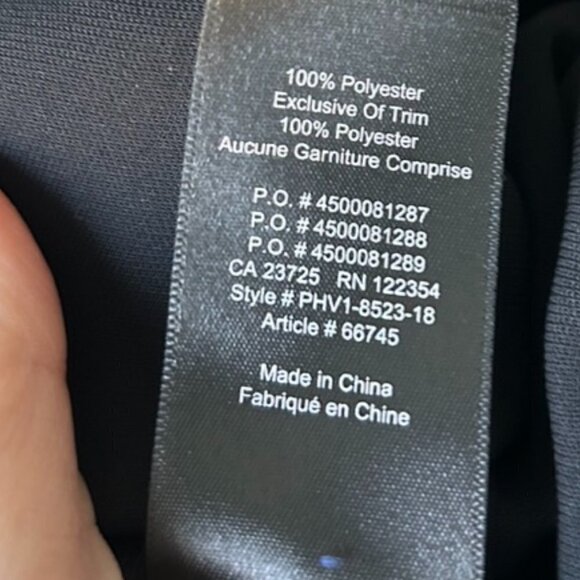 100% Polyester
Exclusive Of Trim
100% Polyester
Aucune Garniture Comprise
P.O. # 4500081287
P.O. # 4500081288
P.O. # 4500081289
CA 23725 RN 122354
Style # PHV1-8523-18
Article # 66745
Made in China
Fabriqué en Chine